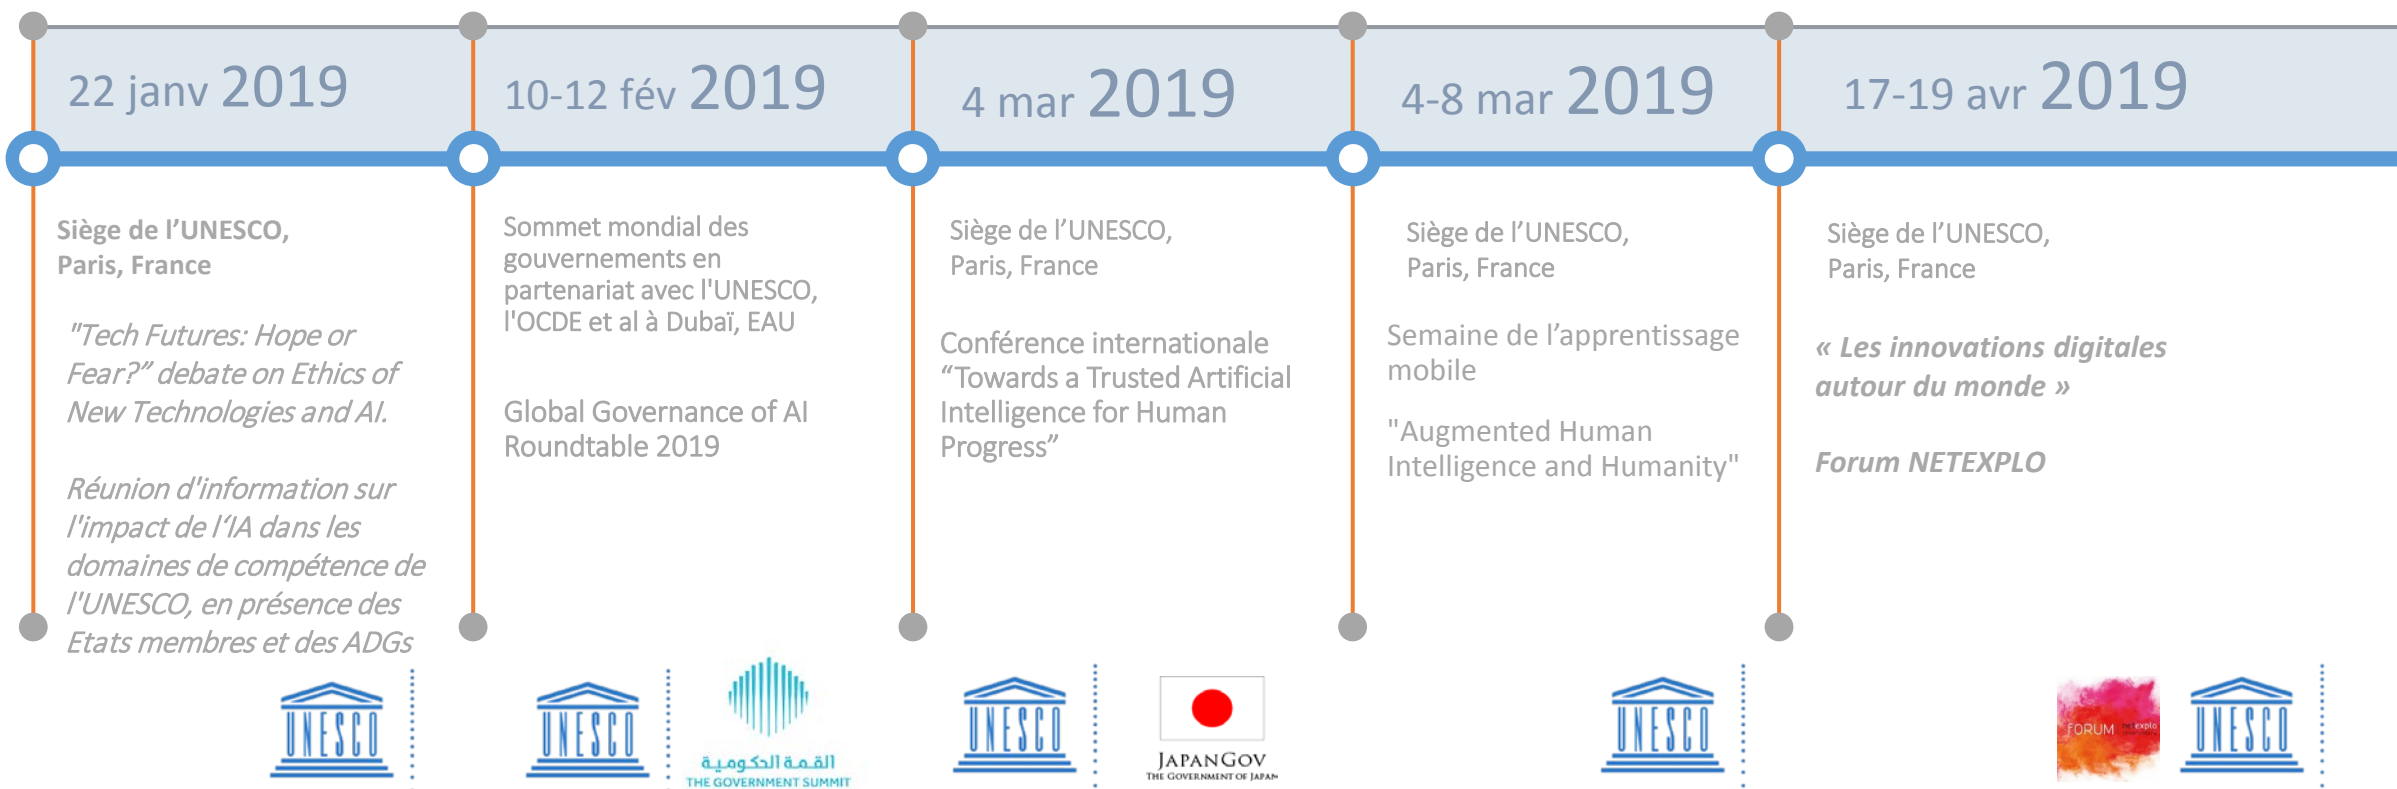 22 janv 2019
10-12 fév 2019
4 mar 2019
4-8 mar 2019
17-19 avr 2019
Siège de l’UNESCO,
Paris, France
"Tech Futures: Hope or
Fear?” debate on Ethics of
New Technologies and AI.
Réunion d'information sur
l'impact de l‘IA dans les
domaines de compétence de
l'UNESCO, en présence des
Etats membres et des ADGs
UNESCO
Sommet mondial des
gouvernements en
partenariat avec l'UNESCO,
l'OCDE et al à Dubaï, EAU
Global Governance of AI
Roundtable 2019
UNESCO
القمة الحكومية
THE GOVERNMENT SUMMIT
Siège de l’UNESCO,
Paris, France
Conférence internationale
“Towards a Trusted Artificial
Intelligence for Human
Progress”
UNESCO
JAPANGOV
THE GOVERNMENT OF JAPAN
Siège de l’UNESCO,
Paris, France
Semaine de l’apprentissage
mobile
"Augmented Human
Intelligence and Humanity"
UNESCO
Siège de l’UNESCO,
Paris, France
« Les innovations digitales
autour du monde »
Forum NETEXPLO
FORUM netexplo
UNESCO